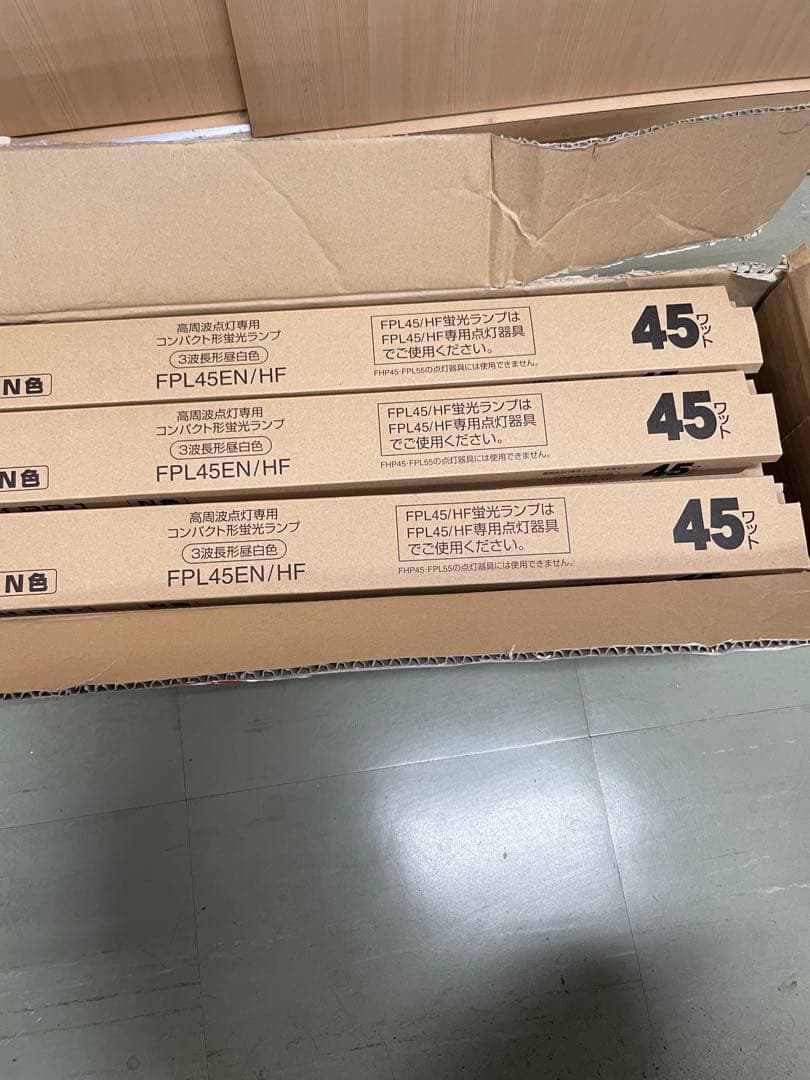 高周波点灯専用
コンパクト形蛍光ランプ
3波長形昼白色
FPL45EN/HF
N色
FPL45/HF蛍光ランプは
FPL45/HF専用点灯器具
でご使用ください。
FHP45・FPL55の点灯器具には使用できません。
45ワット
高周波点灯専用
コンパクト形蛍光ランプ
3波長形昼白色
FPL45EN/HF
N色
FPL45/HF蛍光ランプは
FPL45/HF専用点灯器具
でご使用ください。
FHP45・FPL55の点灯器具には使用できません。
45ワット
N色
45
高周波点灯専用
コンパクト形蛍光ランプ
3波長形昼白色
FPL45EN/HF
N色
FPL45/HF蛍光ランプは
FPL45/HF専用点灯器具
でご使用ください。
FHP45・FPL55の点灯器具には使用できません。
45ワット